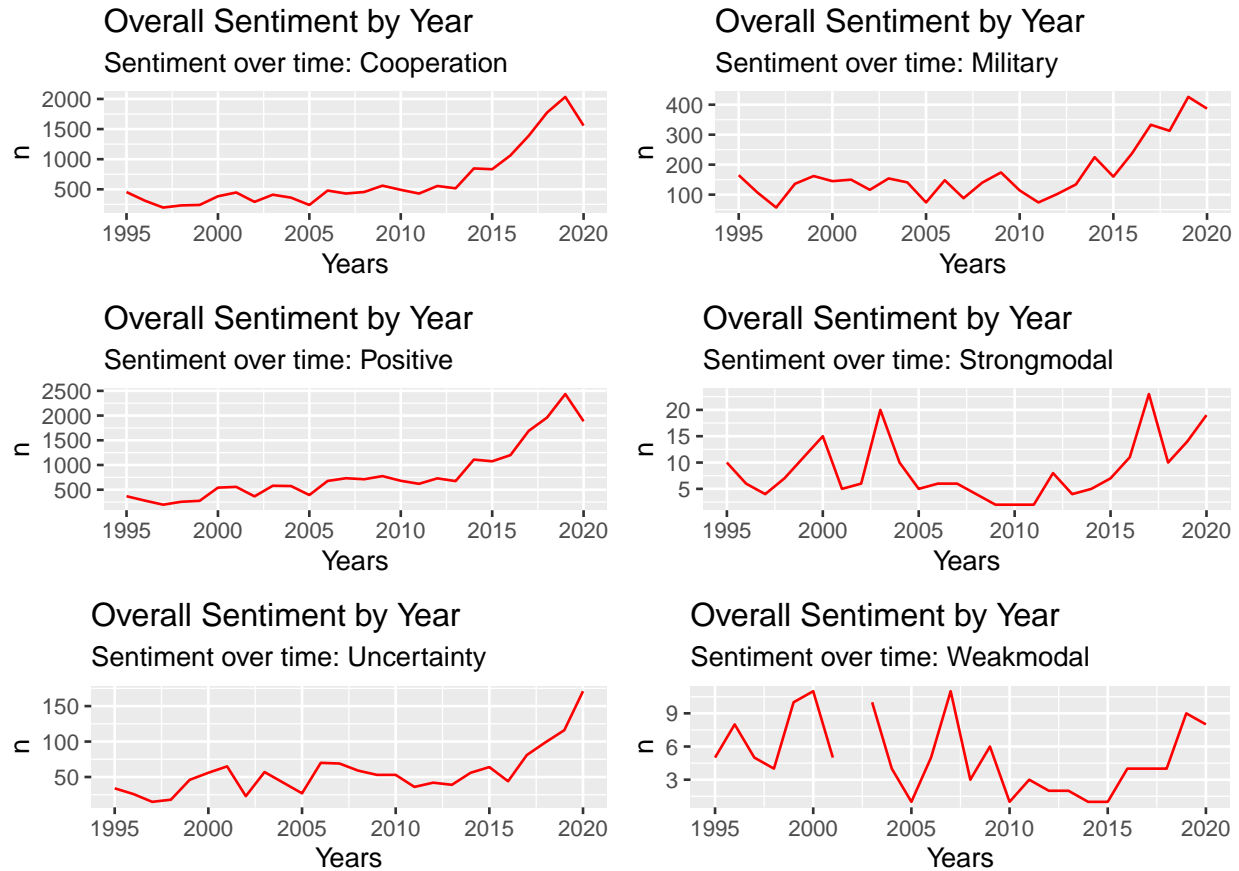 Overall Sentiment by Year
Sentiment over time: Cooperation
2000
1500
1000
500
n
1995 2000 2005 2010 2015 2020
Years
Overall Sentiment by Year
Sentiment over time: Military
400
300
200
100
n
1995 2000 2005 2010 2015 2020
Years
Overall Sentiment by Year
Sentiment over time: Positive
2500
2000
1500
1000
500
n
1995 2000 2005 2010 2015 2020
Years
Overall Sentiment by Year
Sentiment over time: Strongmodal
20
15
10
5
n
1995 2000 2005 2010 2015 2020
Years
Overall Sentiment by Year
Sentiment over time: Uncertainty
150
100
50
n
1995 2000 2005 2010 2015 2020
Years
Overall Sentiment by Year
Sentiment over time: Weakmodal
9
6
3
n
1995 2000 2005 2010 2015 2020
Years